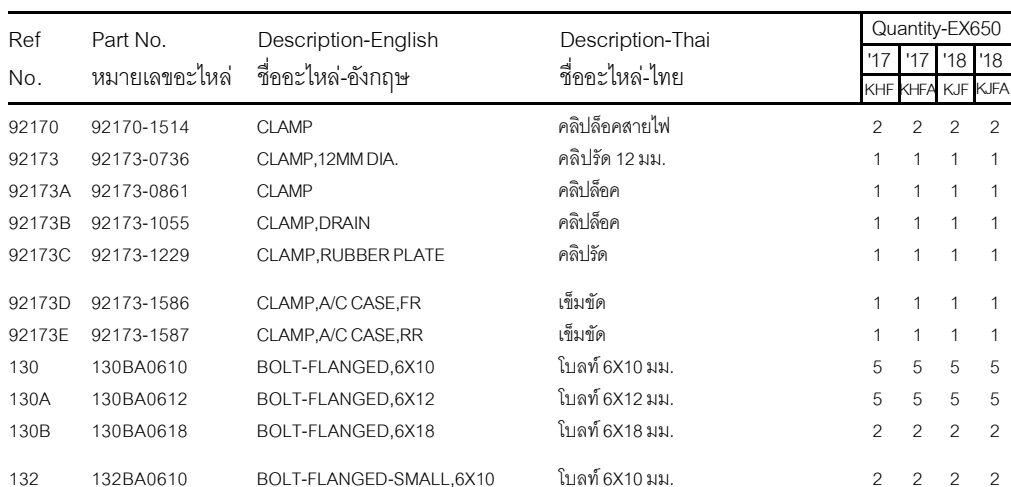 Ref Part No. Description-English Description-Thai Quantity-EX650
No. หมายเลขอะไหล่ ชื่ออะไหล่-อังกฤษ ชื่ออะไหล่-ไทย '17 '17 '18 '18
KHF KHFA KJF KJFA
92170 92170-1514 CLAMP คลิปล็อคสายไฟ 2 2 2 2
92173 92173-0736 CLAMP,12MM DIA. คลิปรัด 12 มม. 1 1 1 1
92173A 92173-0861 CLAMP คลิปล็อค 1 1 1 1
92173B 92173-1055 CLAMP,DRAIN คลิปล็อค 1 1 1 1
92173C 92173-1229 CLAMP,RUBBER PLATE คลิปรัด 1 1 1 1
92173D 92173-1586 CLAMP,A/C CASE,FR เข็มขัด 1 1 1 1
92173E 92173-1587 CLAMP,A/C CASE,RR เข็มขัด 1 1 1 1
130 130BA0610 BOLT-FLANGED,6X10 โบลท์ 6X10 มม. 5 5 5 5
130A 130BA0612 BOLT-FLANGED,6X12 โบลท์ 6X12 มม. 5 5 5 5
130B 130BA0618 BOLT-FLANGED,6X18 โบลท์ 6X18 มม. 2 2 2 2
132 132BA0610 BOLT-FLANGED-SMALL,6X10 โบลท์ 6X10 มม. 2 2 2 2